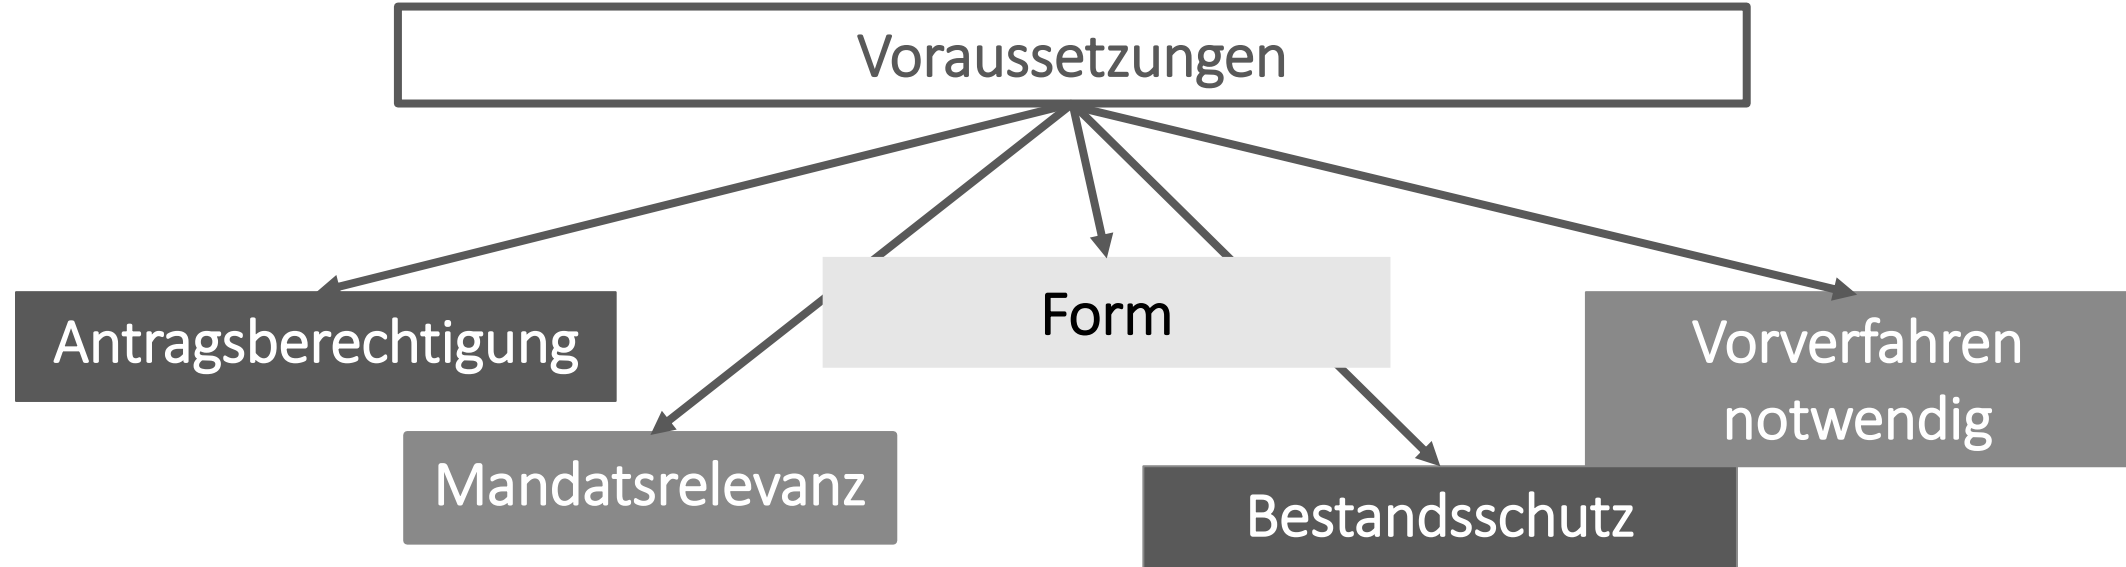 Voraussetzungen
Antragsberechtigung
Mandatsrelevanz
Form
Bestandsschutz
Vorverfahren
notwendig